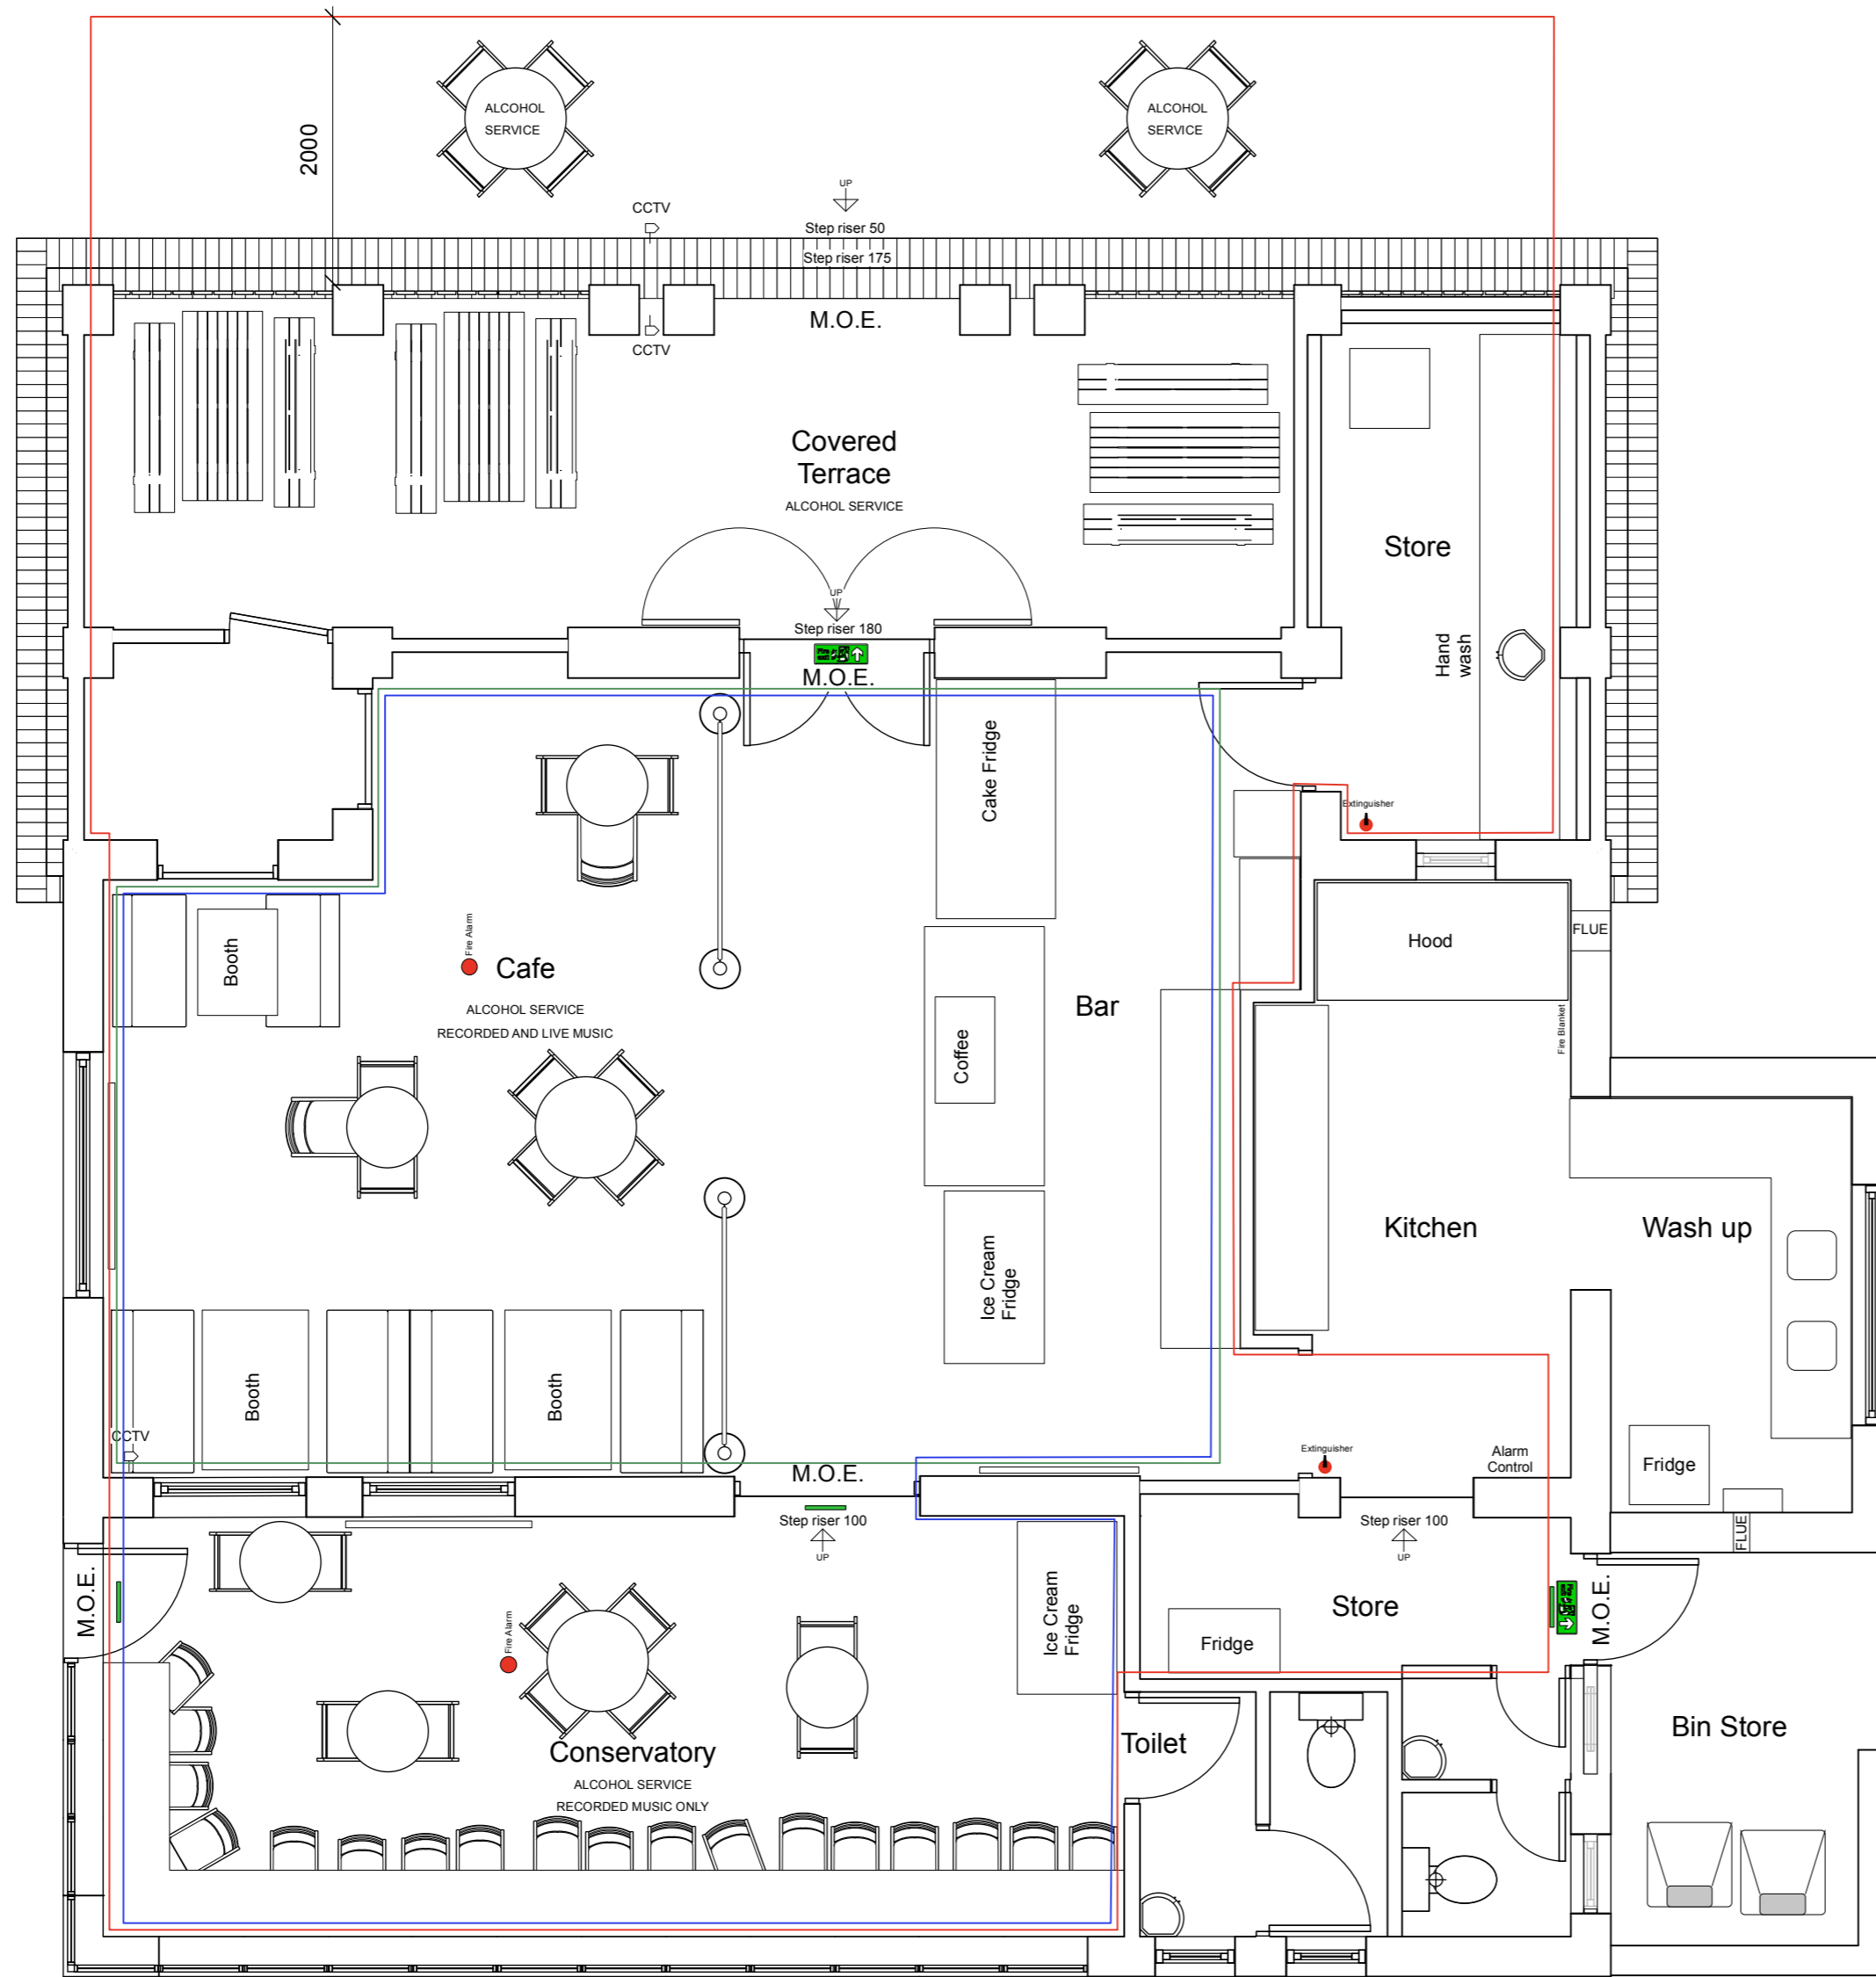 ALCOHOL
SERVICE
ALCOHOL
SERVICE
2000
UP
CCTV
Step riser 50
Step riser 175
M.O.E.
CCTV
Covered
Terrace
ALCOHOL SERVICE
Store
UP
Step riser 180
Hand
wash
M.O.E.
Cake Fridge
Extinguisher
Fire Alarm
Cafe
Booth
Hood
FLUE
ALCOHOL SERVICE
RECORDED AND LIVE MUSIC
Bar
Coffee
Fire Blanket
Kitchen
Wash up
Ice Cream
Fridge
Booth
Booth
CCTV
M.O.E.
Extinguisher
Alarm
Control
Fridge
Step riser 100
UP
Step riser 100
UP
FLUE
M.O.E.
Fire Alarm
Ice Cream
Fridge
Store
Fridge
M.O.E.
Conservatory
ALCOHOL SERVICE
RECORDED MUSIC ONLY
Toilet
Bin Store